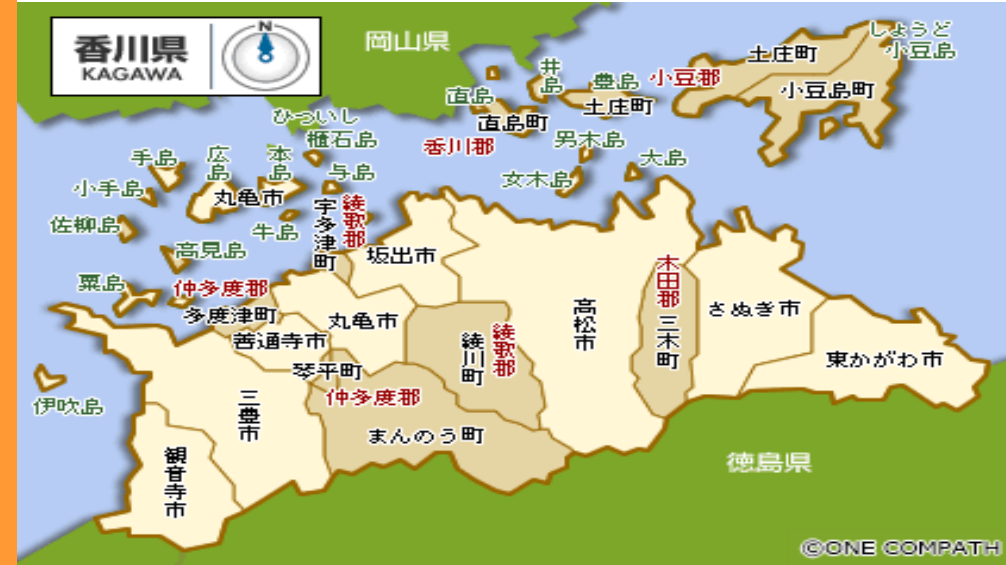 香川県
KAGAWA
N
岡山県
しょうど
小豆島
土庄町
小豆郡
小豆島町
井島
豊島
土庄町
直島
直島町
香川郡
男木島
女木島
大島
ひついし
櫃石島
与島
本島
広島
丸亀市
手島
小手島
佐柳島
牛島
高見島
粟島
伊吹島
宇多津町
綾歌郡
坂出市
仲多度郡
多度津町
善通寺市
丸亀市
琴平町
仲多度郡
まんのう町
綾川町
綾歌郡
高松市
木田郡
三木町
さぬき市
東かがわ市
三豊市
観音寺市
徳島県
©ONE COMPATH